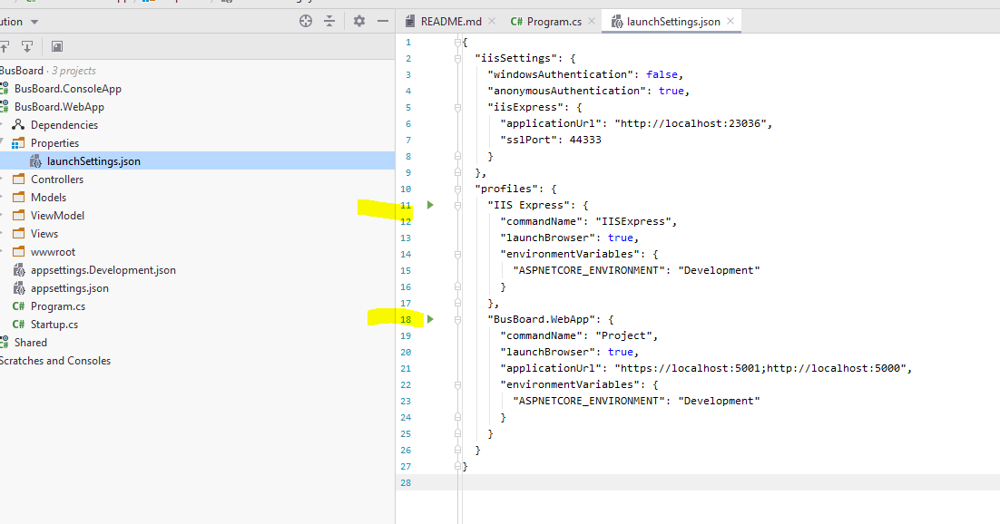 ution
README.md
Program.cs
launchSettings.json
BusBoard · 3 projects
BusBoard.ConsoleApp
BusBoard.WebApp
Dependencies
Properties
launchSettings.json
Controllers
Models
ViewModel
Views
wwwroot
appsettings.Development.json
appsettings.json
C# Program.cs
C# Startup.cs
Shared
Scratches and Consoles
1 {
2 "iisSettings": {
3 "windowsAuthentication": false,
4 "anonymousAuthentication": true,
5 "iisExpress": {
6 "applicationUrl": "http://localhost:23036",
7 "sslPort": 44333
8 }
9 },
10 "profiles": {
11 "IIS Express": {
12 "commandName": "IISExpress",
13 "launchBrowser": true,
14 "environmentVariables": {
15 "ASPNETCORE_ENVIRONMENT": "Development"
16 }
17 },
18 "BusBoard.WebApp": {
19 "commandName": "Project",
20 "launchBrowser": true,
21 "applicationUrl": "https://localhost:5001;http://localhost:5000",
22 "environmentVariables": {
23 "ASPNETCORE_ENVIRONMENT": "Development"
24 }
25 }
26 }
27 }
28